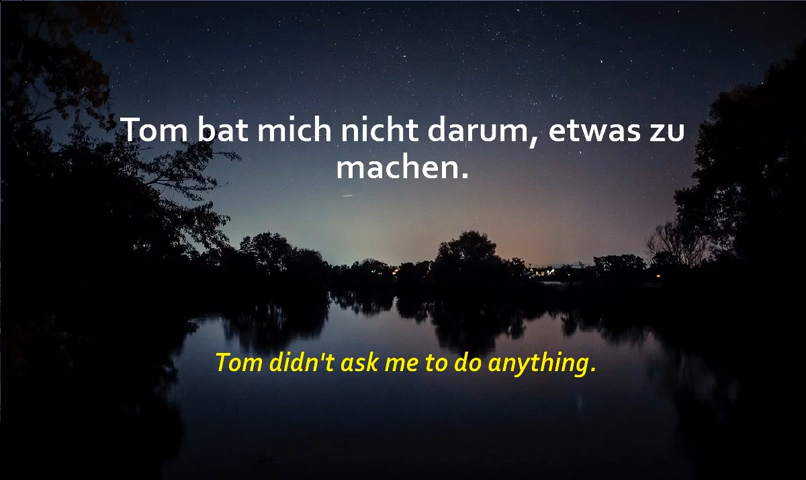 Tom bat mich nicht darum, etwas zu
machen.
Tom didn't ask me to do anything.